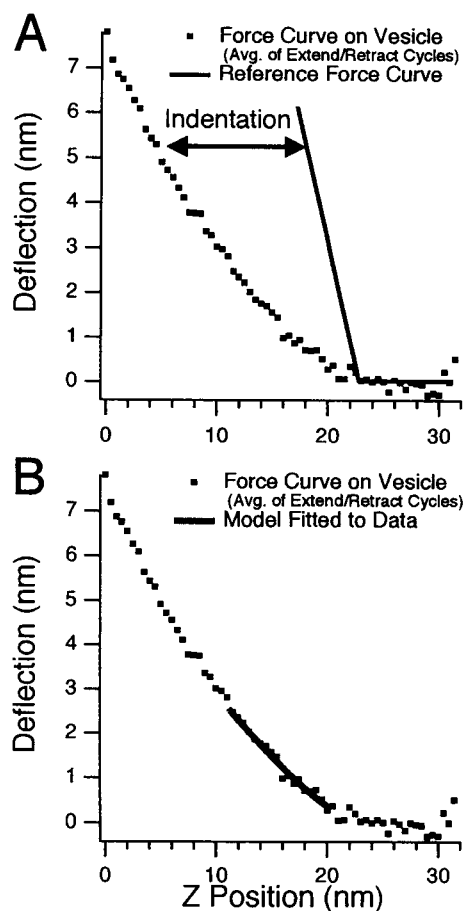 A
Force Curve on Vesicle
(Avg. of Extend/Retract Cycles)
Reference Force Curve
Indentation
Deflection (nm)
7
6
5
4
3
2
1
0
0
10
20
30
B
Force Curve on Vesicle
(Avg. of Extend/Retract Cycles)
Model Fitted to Data
Deflection (nm)
7
6
5
4
3
2
1
0
0
10
20
30
Z Position (nm)